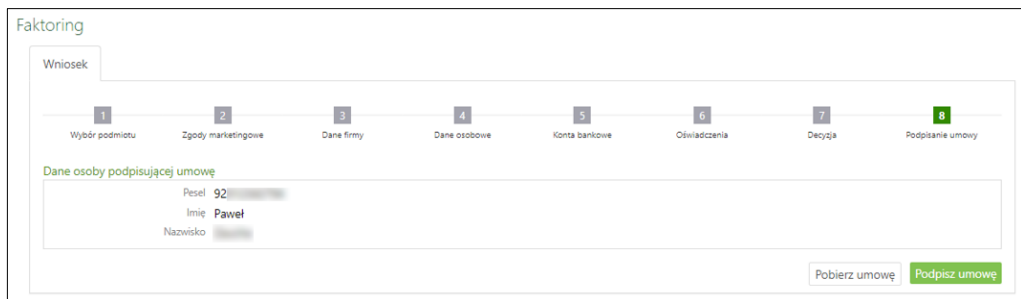 Faktoring
Wniosek
1 2 3 4 5 6 7 8
Wybór podmiotu Zgody marketingowe Dane firmy Dane osobowe Konta bankowe Oświadczenia Decyzja Podpisanie umowy
Dane osoby podpisującej umowę
Pesel 92
Imię Paweł
Nazwisko
Pobierz umowę Podpisz umowę